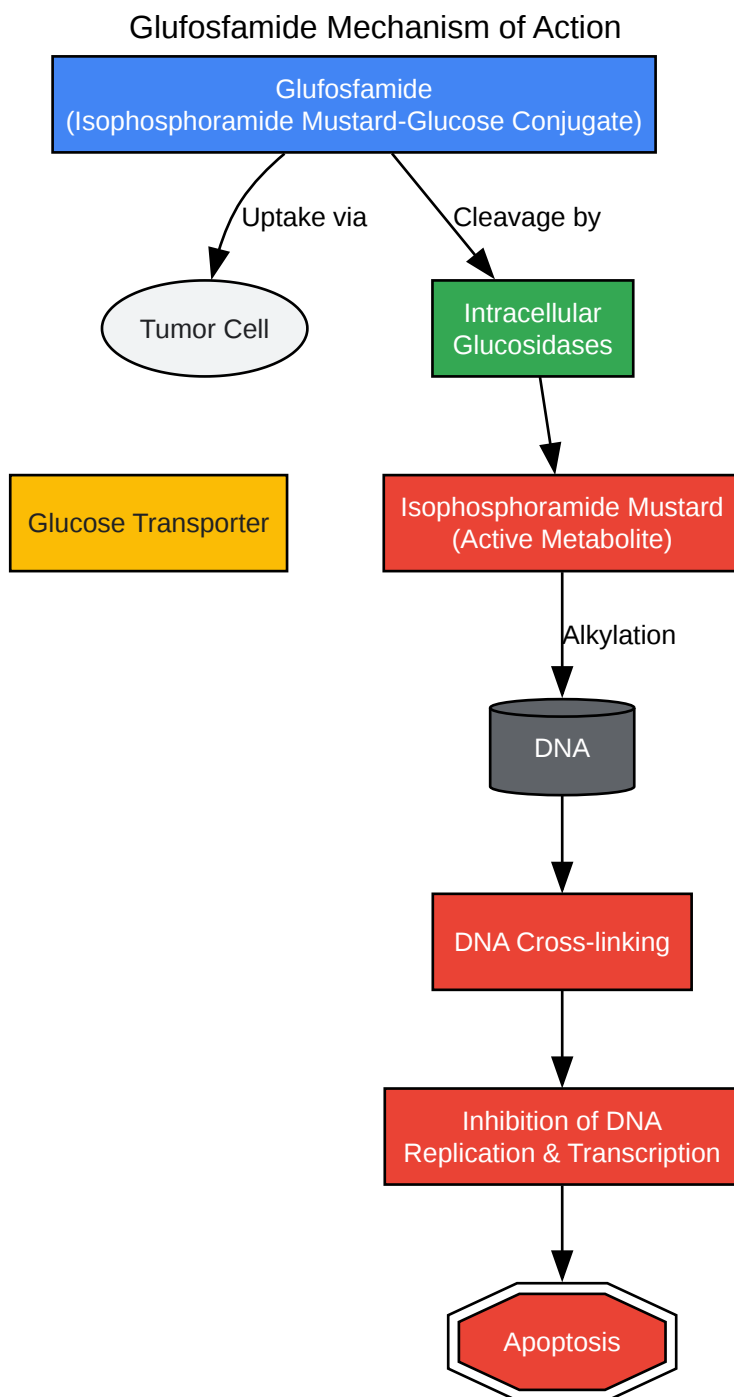 Glufosfamide Mechanism of Action
Glufosfamide
(Isophosphoramide Mustard-Glucose Conjugate)
Uptake via
Cleavage by
Tumor Cell
Intracellular
Glucosidases
Glucose Transporter
Isophosphoramide Mustard
(Active Metabolite)
Alkylation
DNA
DNA Cross-linking
Inhibition of DNA
Replication & Transcription
Apoptosis